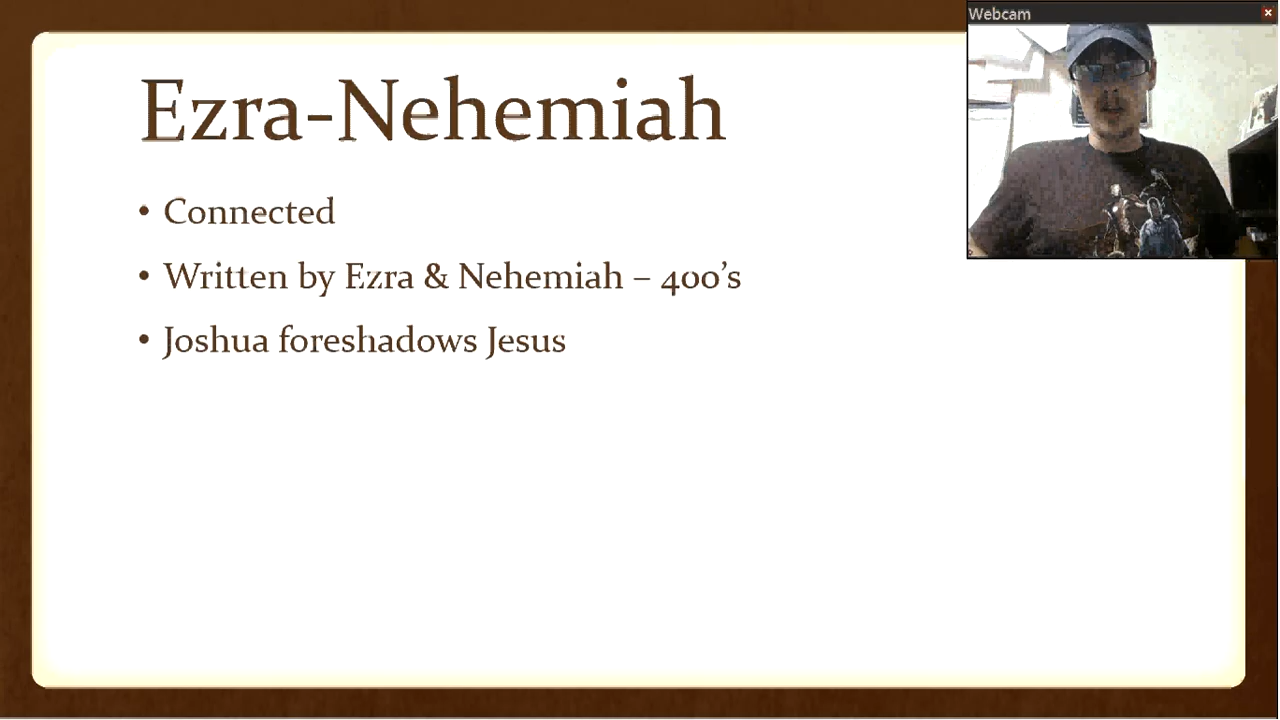 Webcam
Ezra-Nehemiah
• Connected
• Written by Ezra & Nehemiah – 400’s
• Joshua foreshadows Jesus